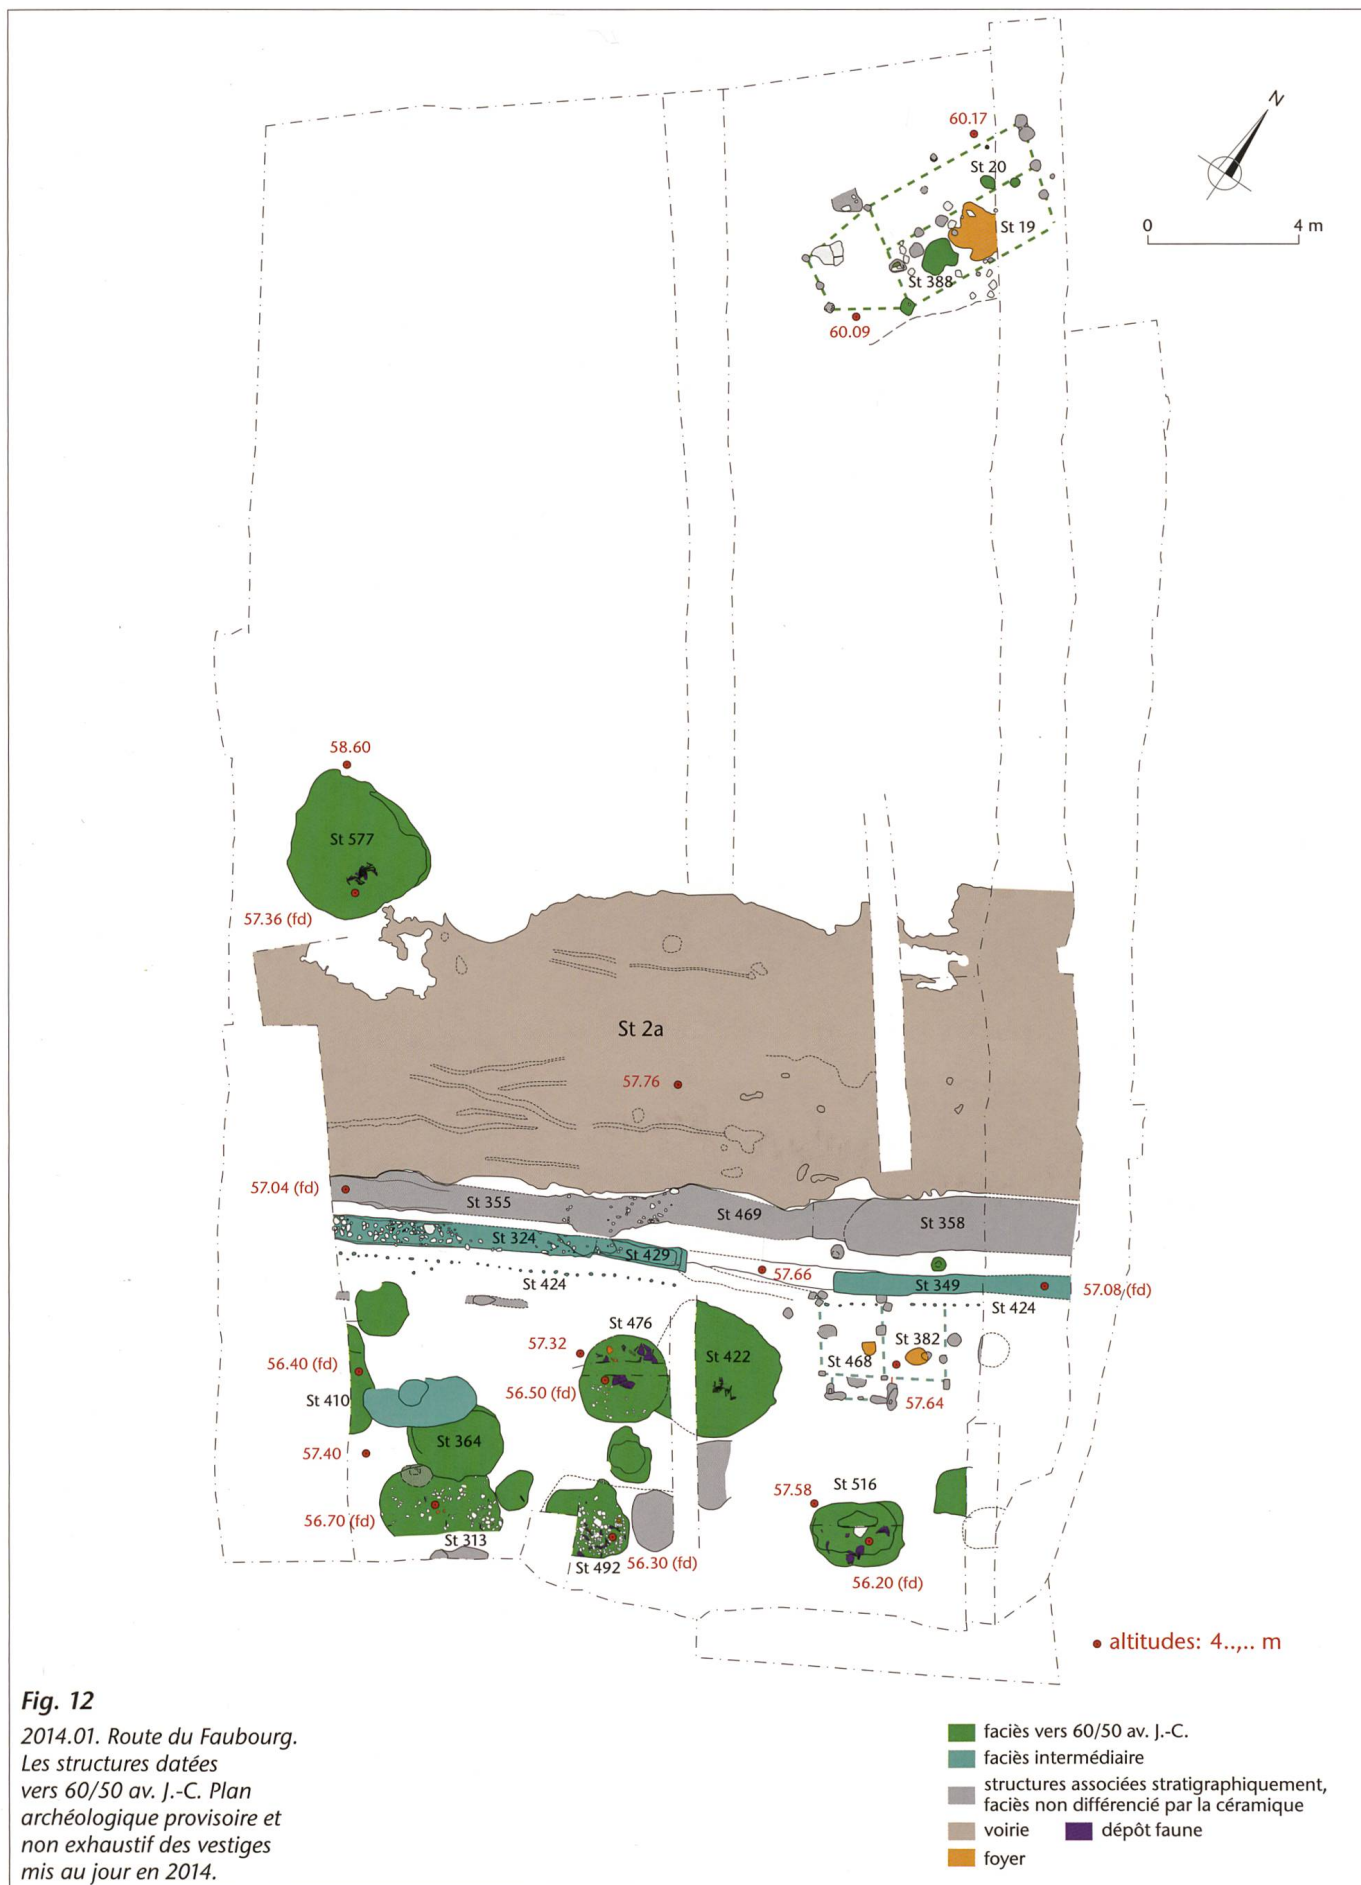 N
60.17
St 20
0 4 m
St 19
St 388
60.09
58.60
St 577
57.36 (fd)
St 2a
57.76
57.04 (fd)
St 355
St 469
St 358
St 324
St 429
57.66
St 424
St 349
57.08 (fd)
St 424
St 476
57.32
St 382
St 422
St 468
56.40 (fd)
56.50 (fd)
St 410
57.64
St 364
57.40
St 516
57.58
56.70 (fd)
St 313
St 492
56.30 (fd)
56.20 (fd)
altitudes: 4..,.. m
Fig. 12
2014.01. Route du Faubourg.
Les structures datées
vers 60/50 av. J.-C. Plan
archéologique provisoire et
non exhaustif des vestiges
mis au jour en 2014.
faciès vers 60/50 av. J.-C.
faciès intermédiaire
structures associées stratigraphiquement,
faciès non différencié par la céramique
voirie dépôt faune
foyer